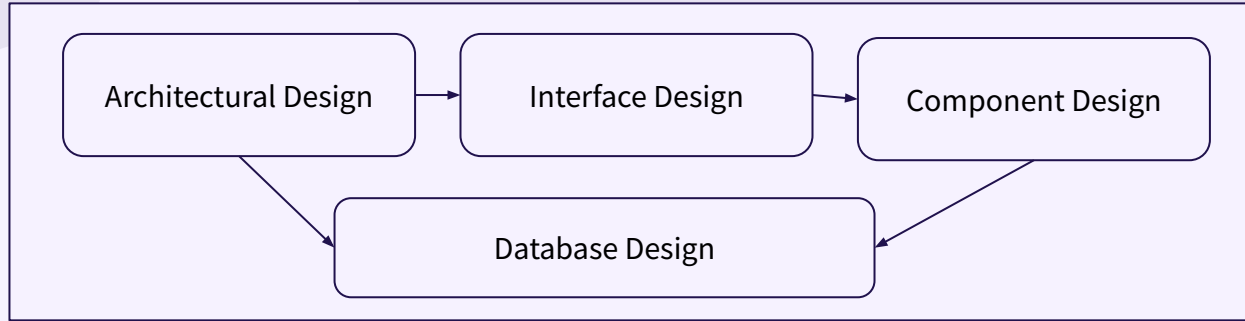 Architectural Design
Interface Design
Component Design
Database Design